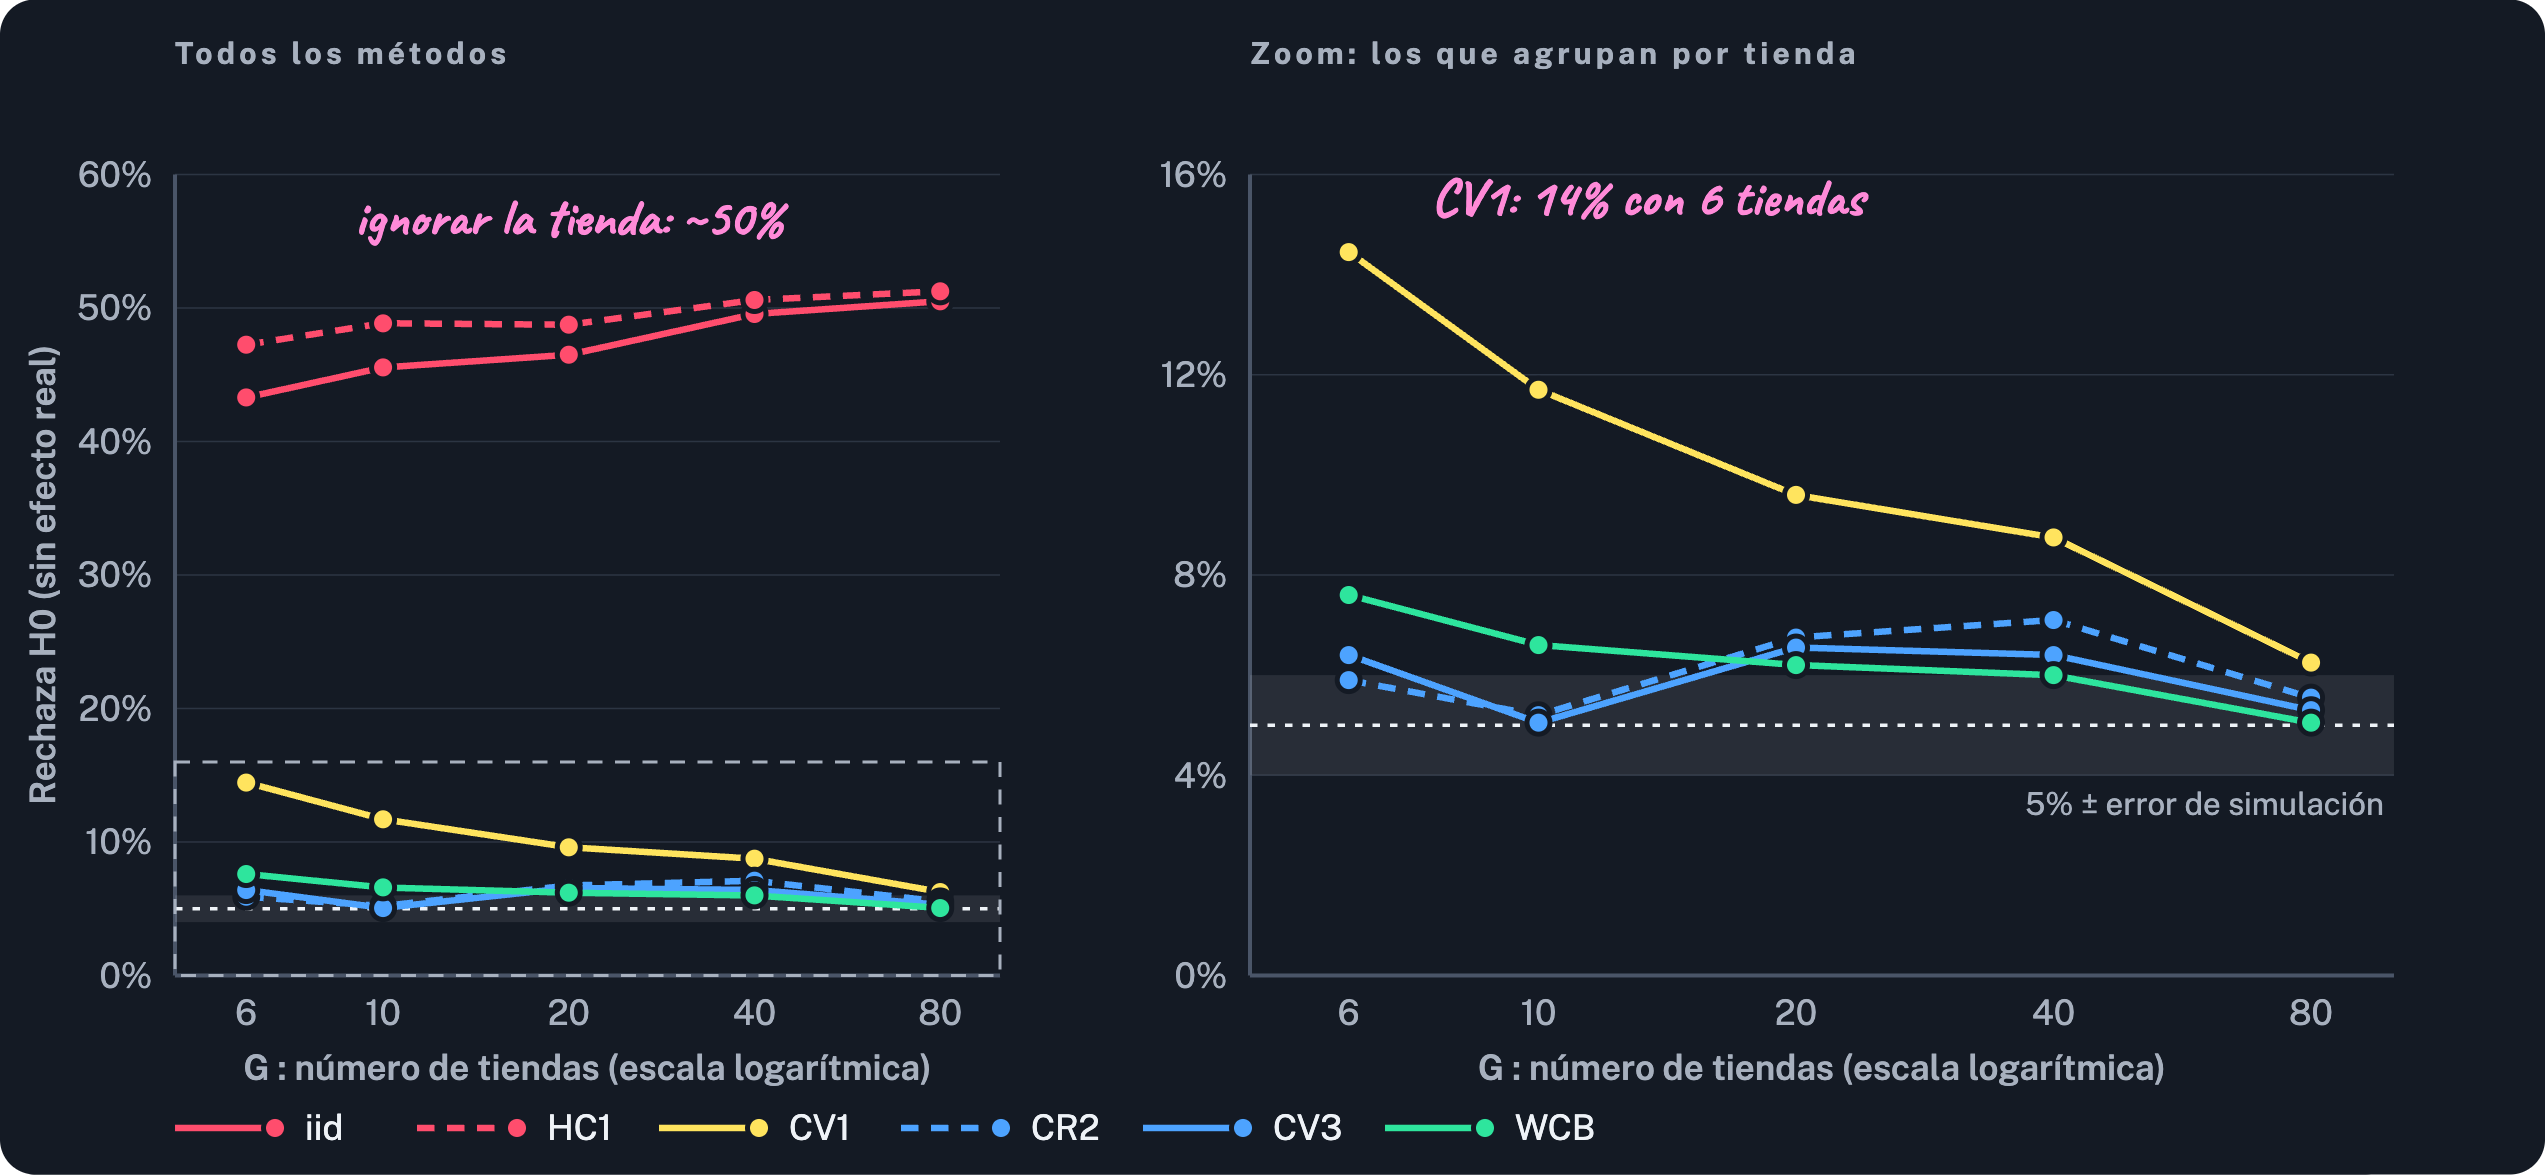 Todos los métodos
ignorar la tienda: ~50%
Rechaza H0 (sin efecto real)
60%
50%
40%
30%
20%
10%
0%
6 10 20 40 80
G : número de tiendas (escala logarítmica)
Zoom: los que agrupan por tienda
CV1: 14% con 6 tiendas
16%
12%
8%
4%
0%
5% ± error de simulación
6 10 20 40 80
G : número de tiendas (escala logarítmica)
iid HC1 CV1 CR2 CV3 WCB